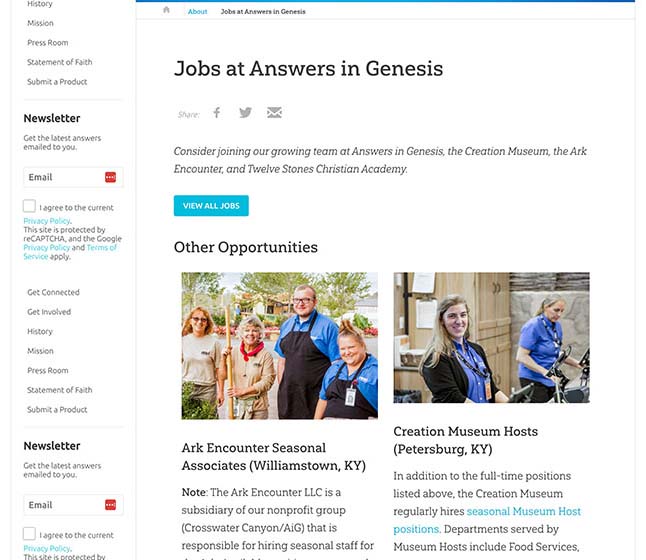 History
Mission
Press Room
Statement of Faith
Submit a Product
Newsletter
Get the latest answers
emailed to you.
Email
I agree to the current
Privacy Policy.
This site is protected by
reCAPTCHA, and the Google
Privacy Policy and Terms of
Service apply.
Get Connected
Get Involved
History
Mission
Press Room
Statement of Faith
Submit a Product
Newsletter
Get the latest answers
emailed to you.
Email
I agree to the current
Privacy Policy.
This site is protected by
About Jobs at Answers in Genesis
Jobs at Answers in Genesis
Share:
Consider joining our growing team at Answers in Genesis, the Creation Museum, the Ark
Encounter, and Twelve Stones Christian Academy.
VIEW ALL JOBS
Other Opportunities
Ark Encounter Seasonal
Associates (Williamstown, KY)
Note: The Ark Encounter LLC is a
subsidiary of our nonprofit group
(Crosswater Canyon/AiG) that is
responsible for hiring seasonal staff for
Creation Museum Hosts
(Petersburg, KY)
In addition to the full-time positions
listed above, the Creation Museum
regularly hires seasonal Museum Host
positions. Departments served by
Museum Hosts include Food Services,